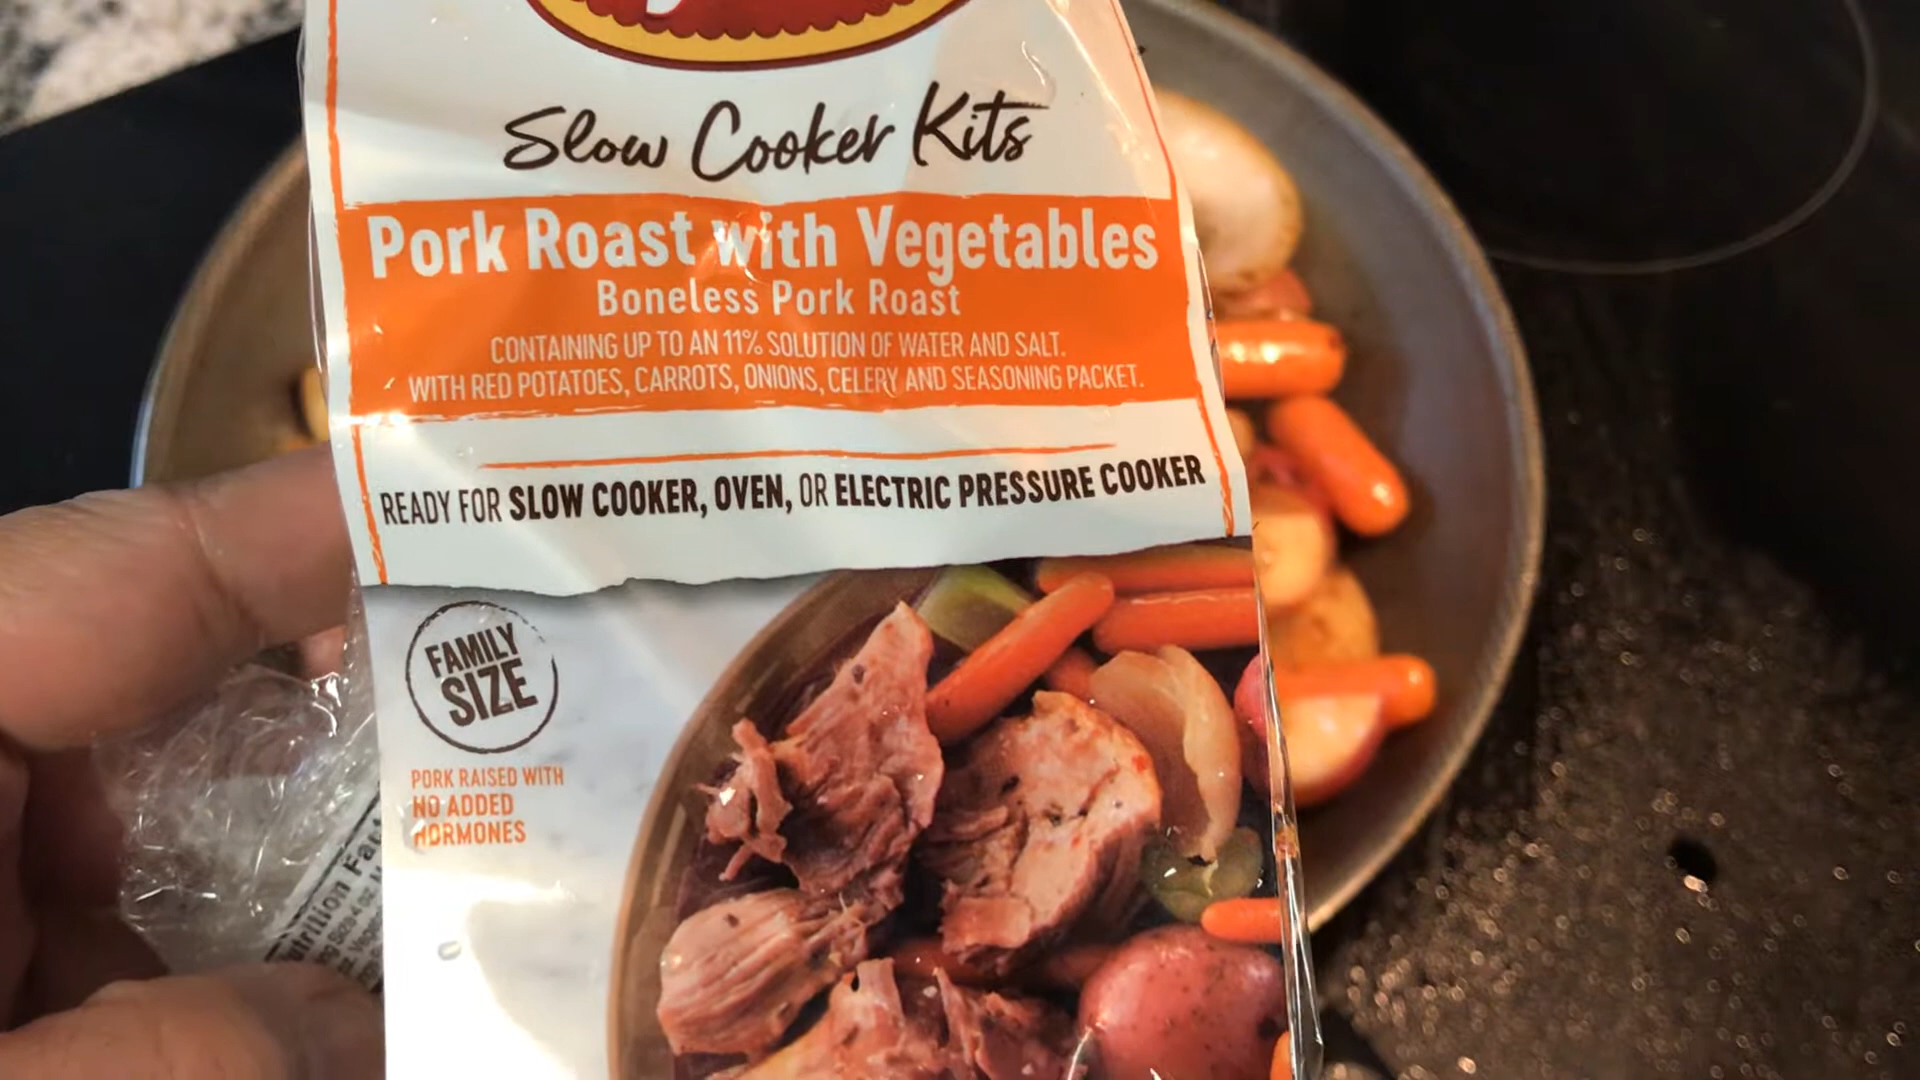 Slow Cooker Kits
Pork Roast with Vegetables
Boneless Pork Roast
CONTAINING UP TO AN 11% SOLUTION OF WATER AND SALT.
WITH RED POTATOES, CARROTS, ONIONS, CELERY AND SEASONING PACKET.
READY FOR SLOW COOKER, OVEN, OR ELECTRIC PRESSURE COOKER
FAMILY
SIZE
PORK RAISED WITH
NO ADDED
HORMONES